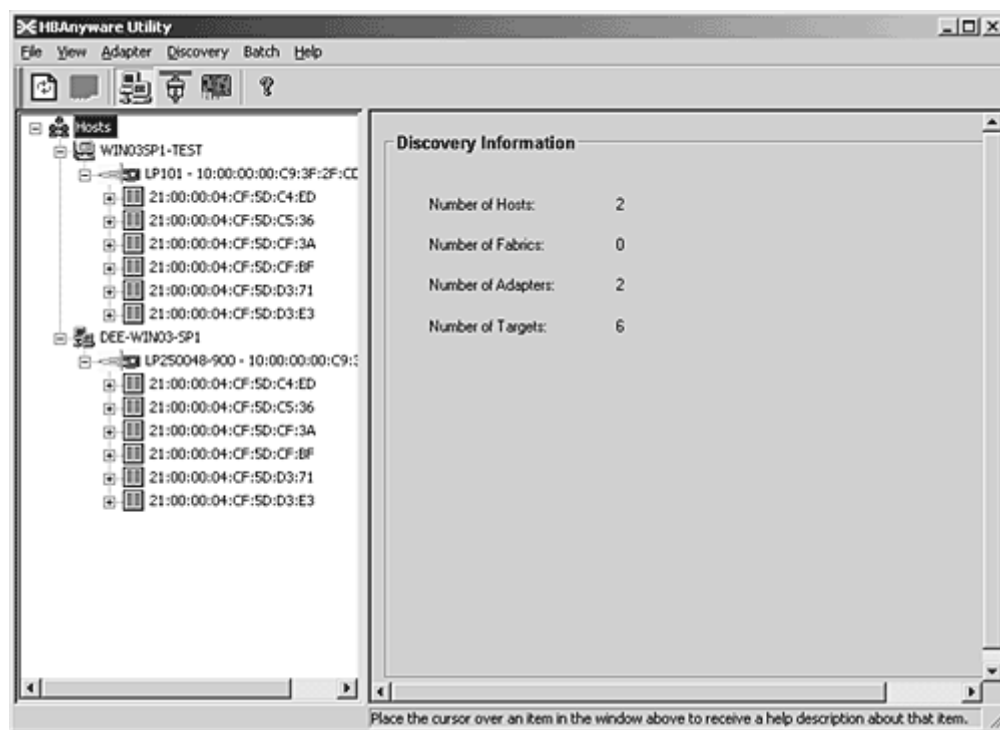 HBAnyware Utility
File View Adapter Discovery Batch Help
Hosts
WIN03SP1-TEST
LP101 - 10:00:00:00:C9:3F:2F:CD
21:00:00:04:CF:5D:C4:ED
21:00:00:04:CF:5D:C5:36
21:00:00:04:CF:5D:CF:3A
21:00:00:04:CF:5D:CF:BF
21:00:00:04:CF:5D:D3:71
21:00:00:04:CF:5D:D3:E3
DEE-WIN03-SP1
LP250048-900 - 10:00:00:00:C9:3
21:00:00:04:CF:5D:C4:ED
21:00:00:04:CF:5D:C5:36
21:00:00:04:CF:5D:CF:3A
21:00:00:04:CF:5D:CF:BF
21:00:00:04:CF:5D:D3:71
21:00:00:04:CF:5D:D3:E3
Discovery Information
Number of Hosts: 2
Number of Fabrics: 0
Number of Adapters: 2
Number of Targets: 6
Place the cursor over an item in the window above to receive a help description about that item.